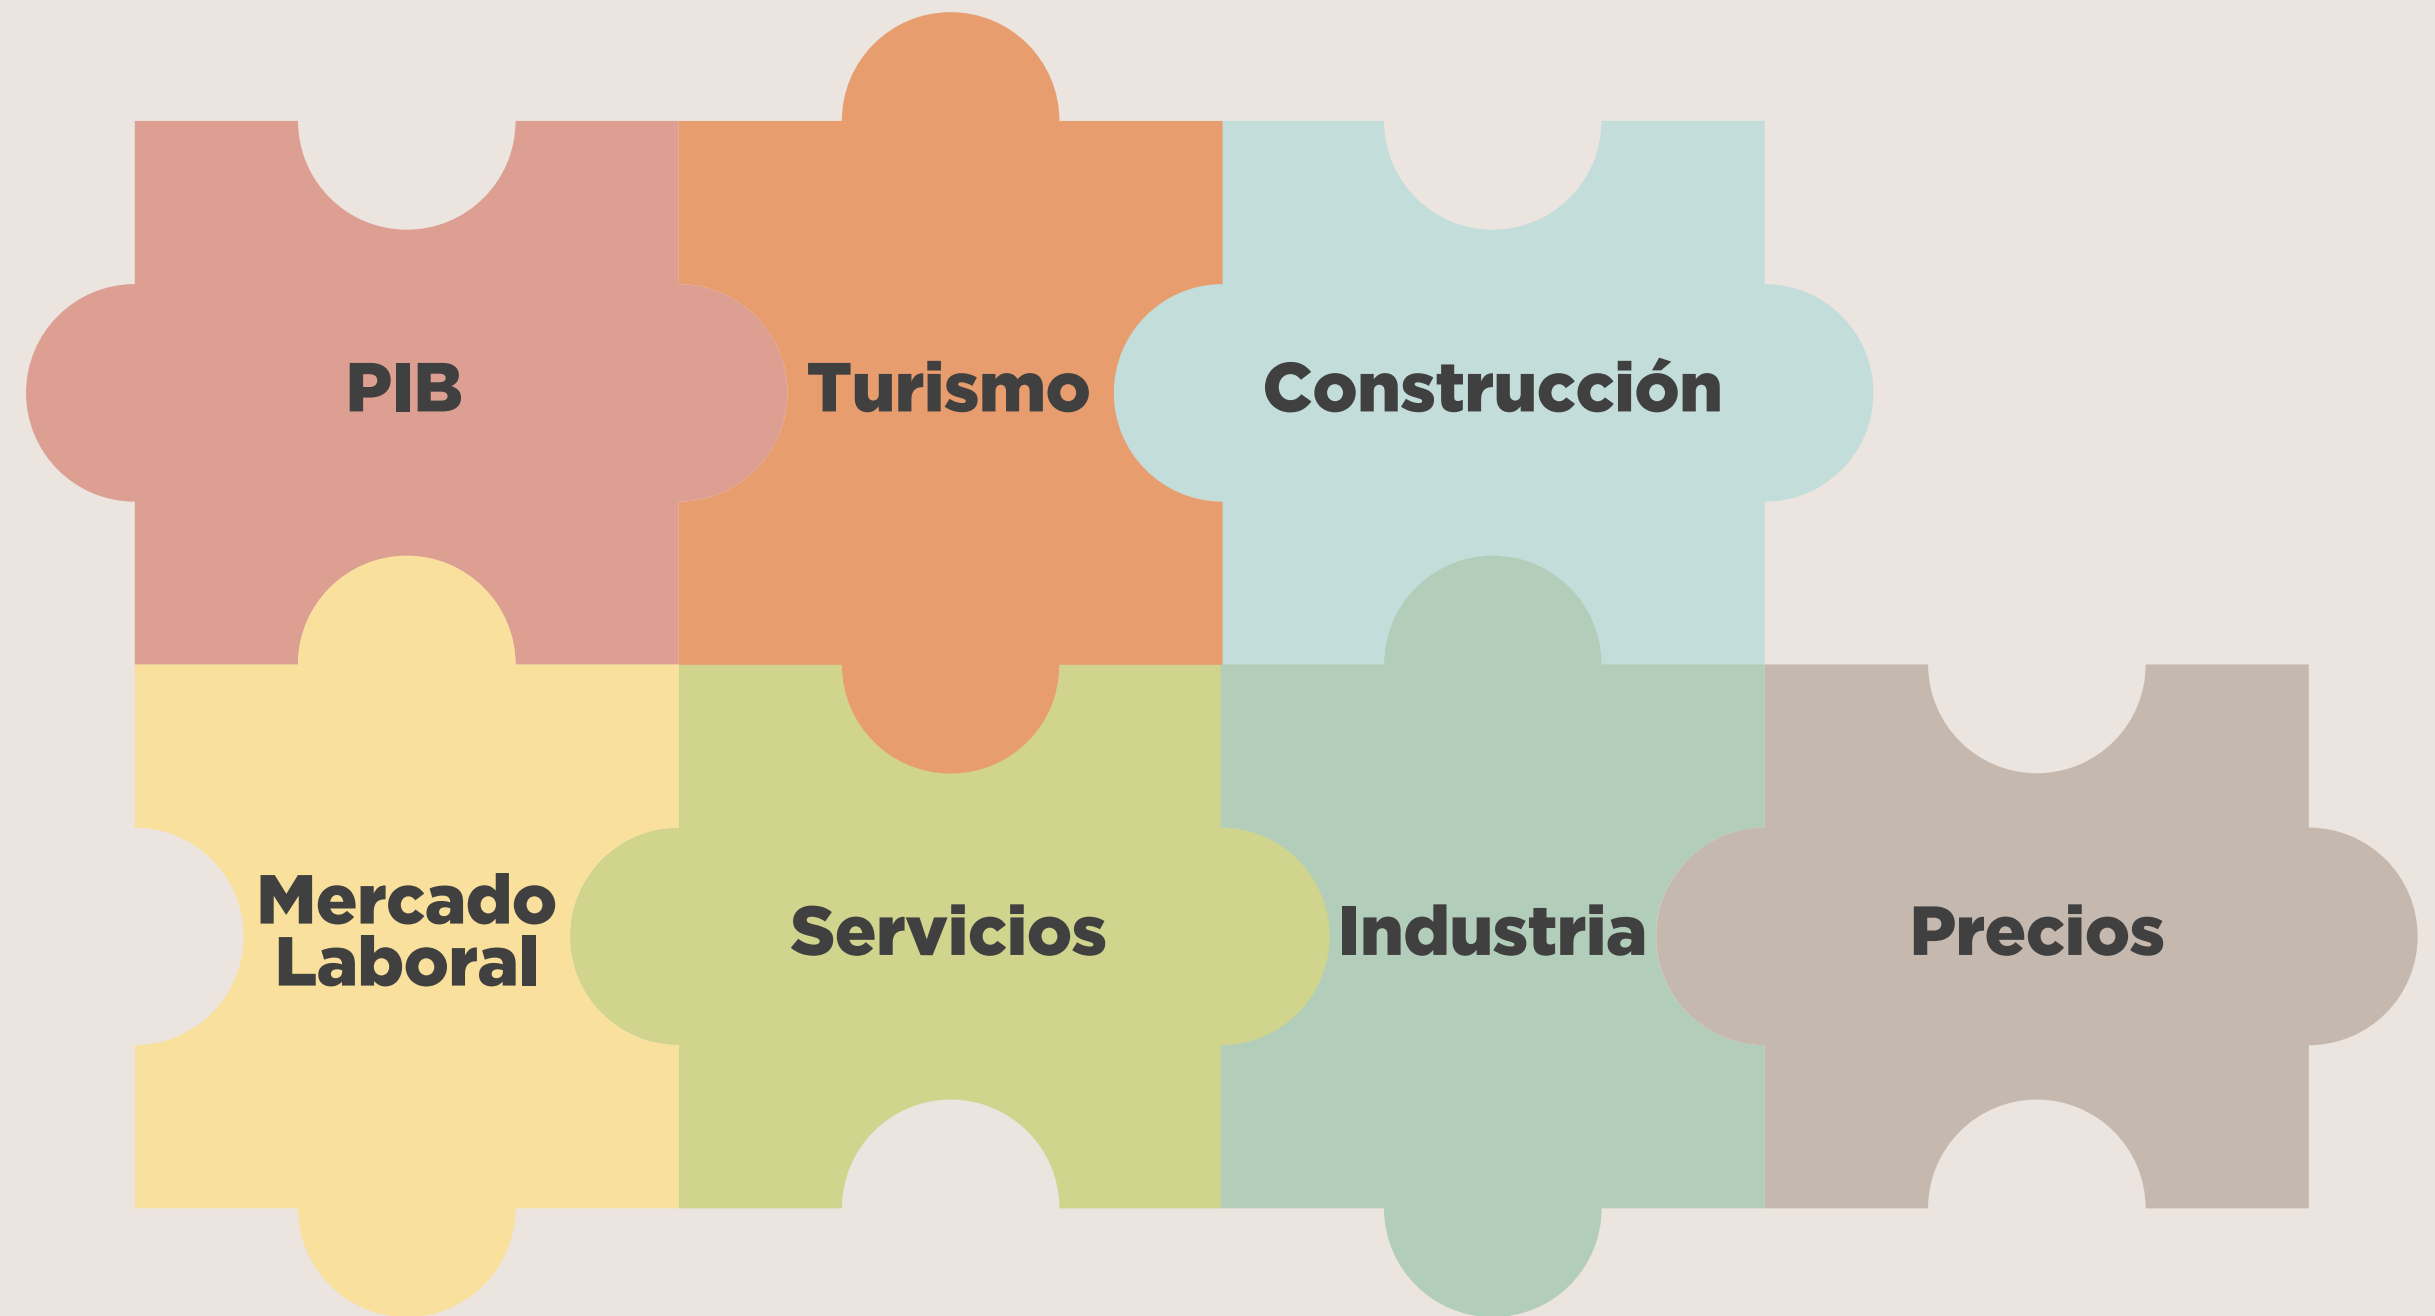 PIB
Turismo
Construcción
Mercado
Laboral
Servicios
Industria
Precios